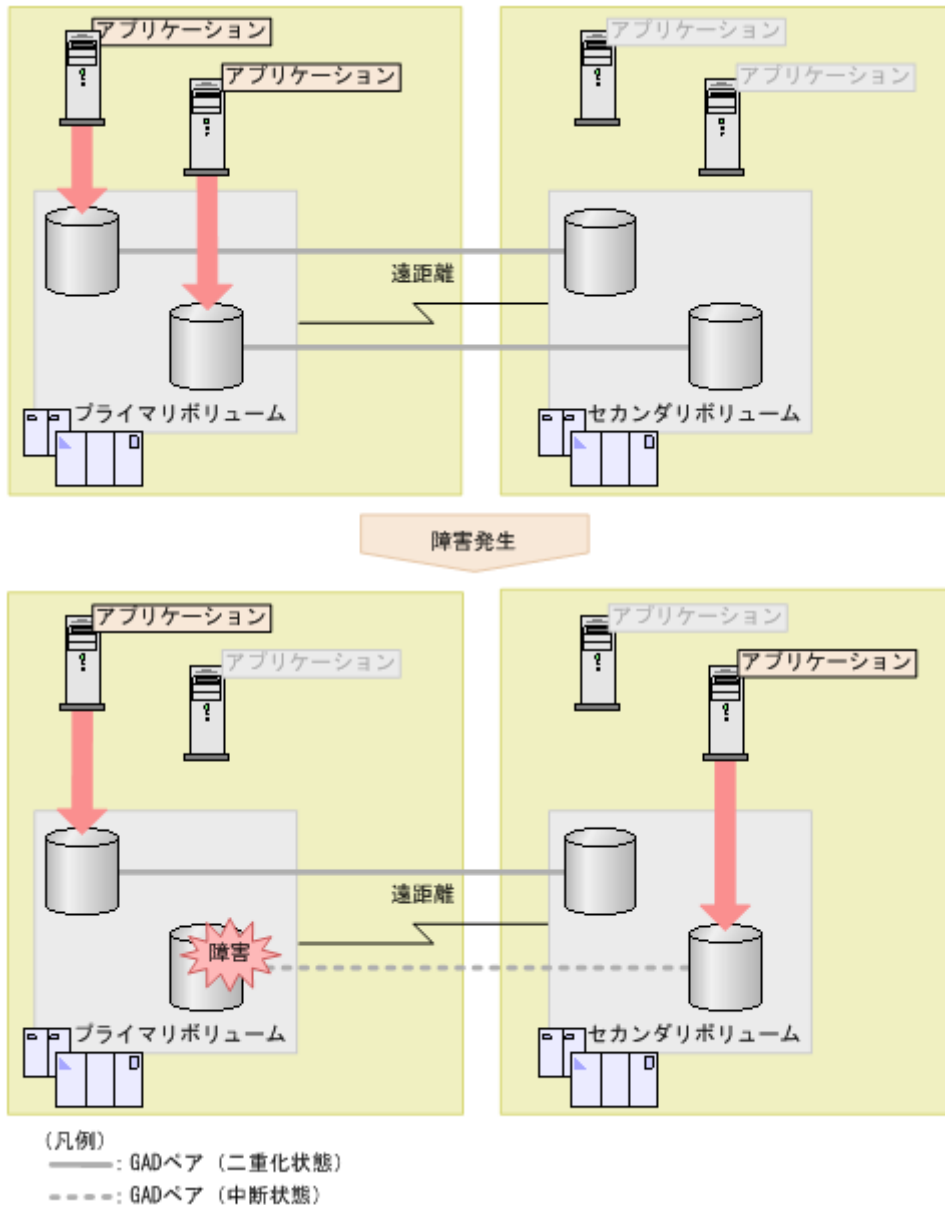 アプリケーション
アプリケーション
アプリケーション
アプリケーション
遠距離
プライマリボリューム
セカンダリボリューム
障害発生
アプリケーション
アプリケーション
アプリケーション
アプリケーション
遠距離
障害
プライマリボリューム
セカンダリボリューム
(凡例)
: GADペア (二重化状態)
: GADペア (中断状態)